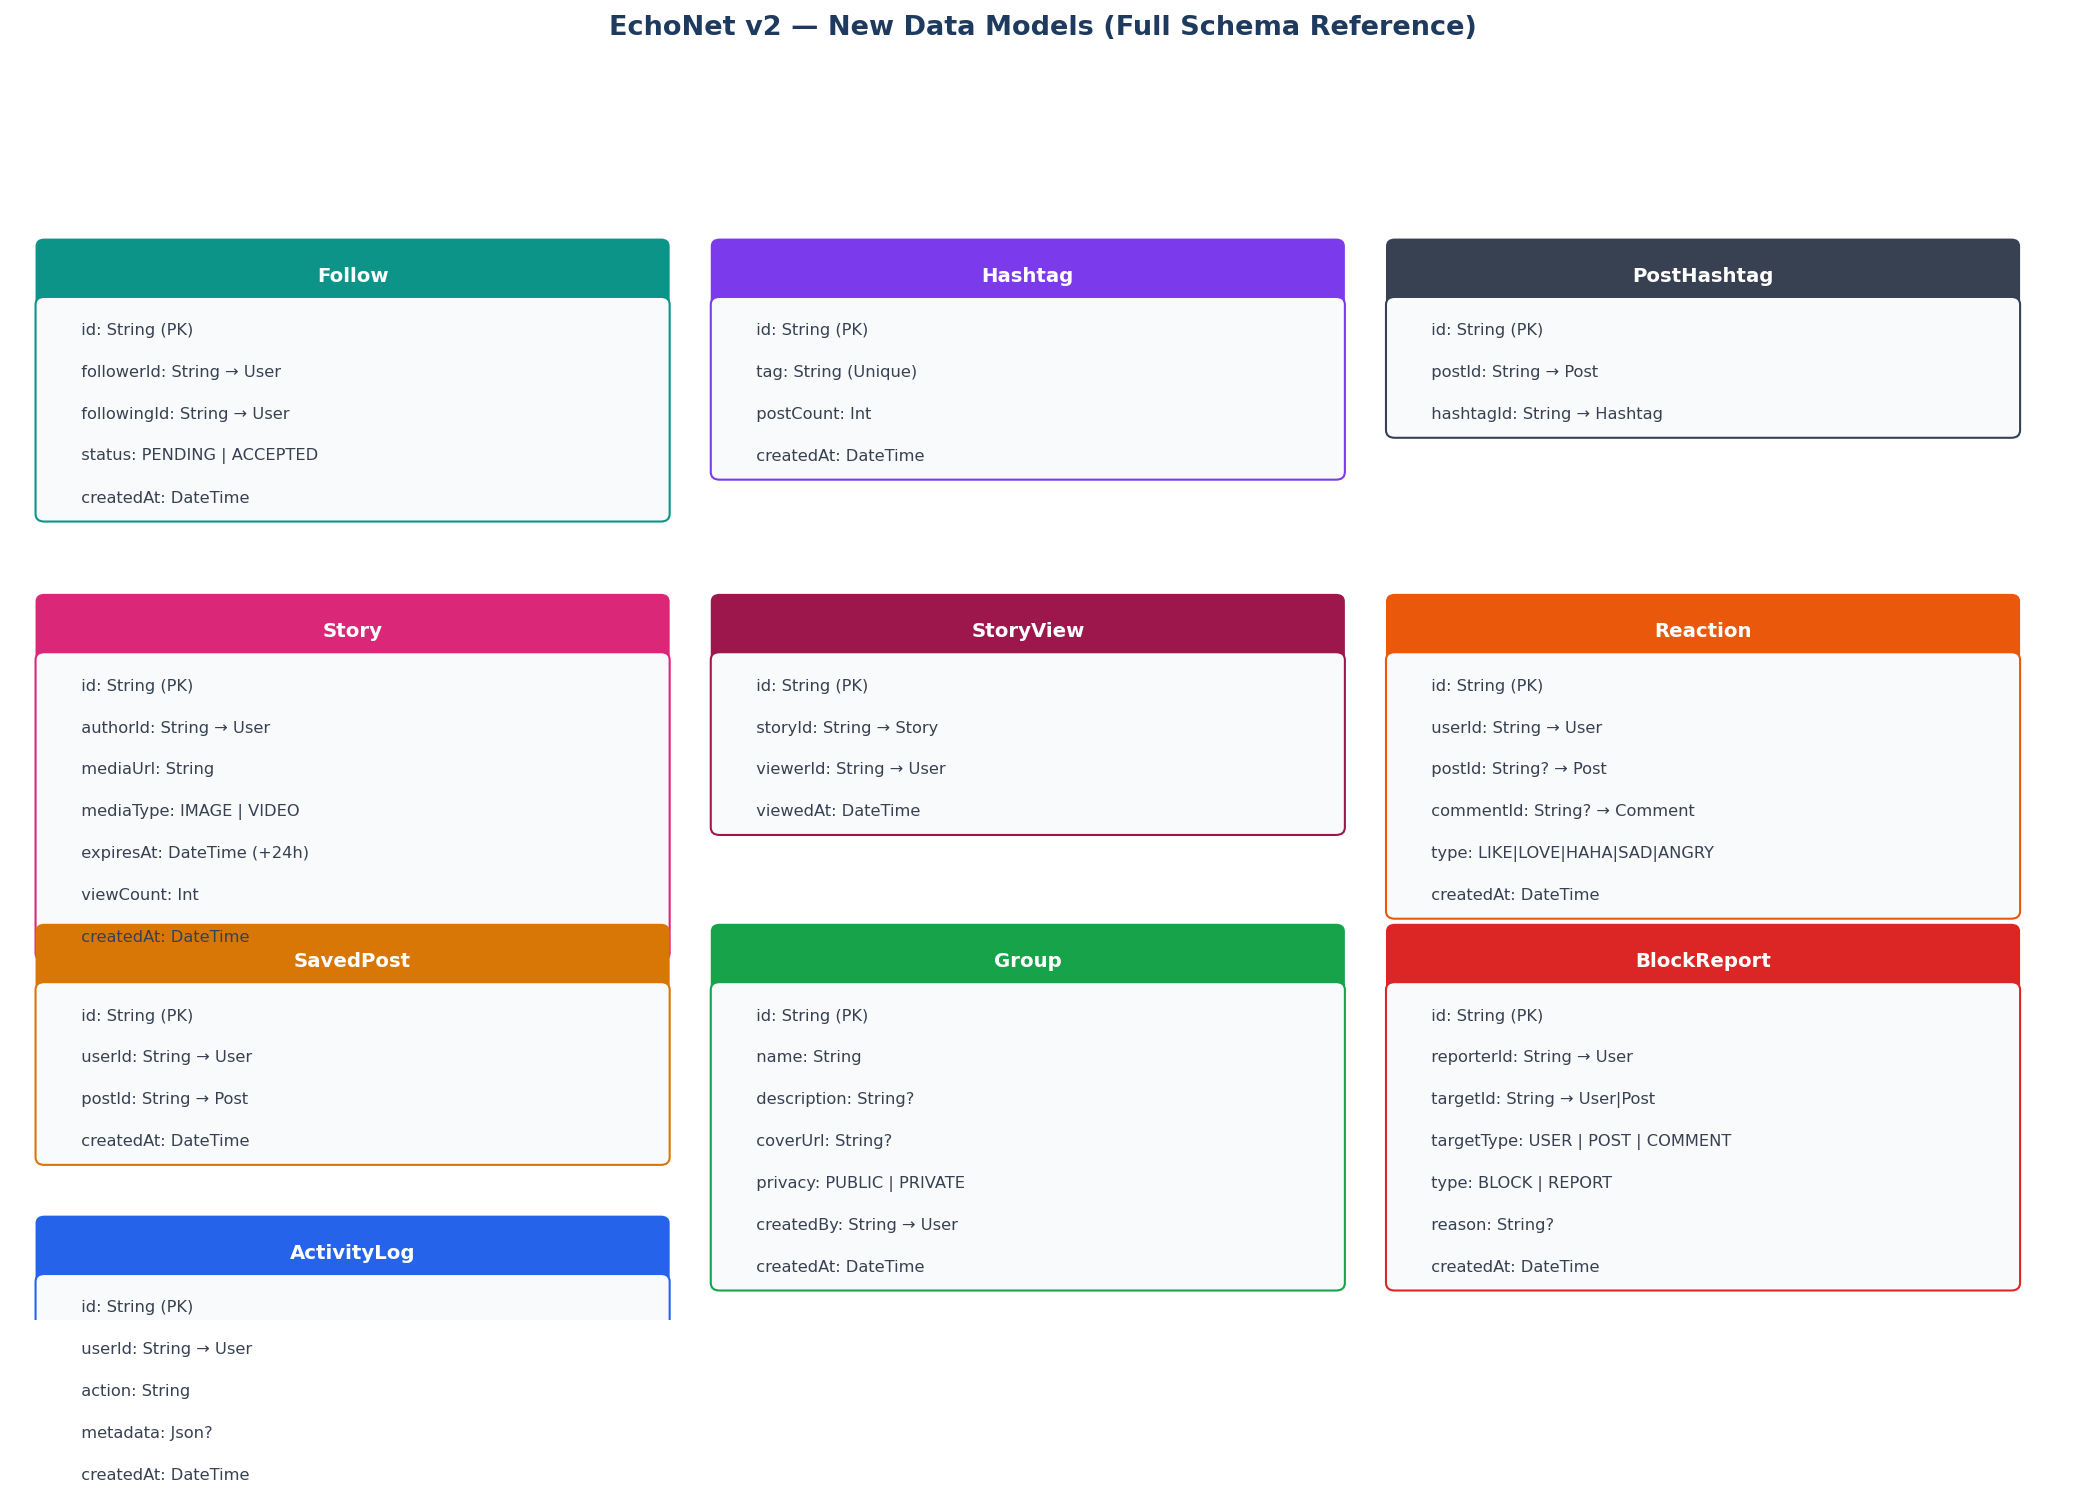 EchoNet v2 — New Data Models (Full Schema Reference)
Follow
id: String (PK)
followerId: String → User
followingId: String → User
status: PENDING | ACCEPTED
createdAt: DateTime
Hashtag
id: String (PK)
tag: String (Unique)
postCount: Int
createdAt: DateTime
PostHashtag
id: String (PK)
postId: String → Post
hashtagId: String → Hashtag
Story
id: String (PK)
authorId: String → User
mediaUrl: String
mediaType: IMAGE | VIDEO
expiresAt: DateTime (+24h)
viewCount: Int
createdAt: DateTime
StoryView
id: String (PK)
storyId: String → Story
viewerId: String → User
viewedAt: DateTime
Reaction
id: String (PK)
userId: String → User
postId: String? → Post
commentId: String? → Comment
type: LIKE|LOVE|HAHA|SAD|ANGRY
createdAt: DateTime
SavedPost
id: String (PK)
userId: String → User
postId: String → Post
createdAt: DateTime
Group
id: String (PK)
name: String
description: String?
coverUrl: String?
privacy: PUBLIC | PRIVATE
createdBy: String → User
createdAt: DateTime
BlockReport
id: String (PK)
reporterId: String → User
targetId: String → User|Post
targetType: USER | POST | COMMENT
type: BLOCK | REPORT
reason: String?
createdAt: DateTime
ActivityLog
id: String (PK)
userId: String → User
action: String
metadata: Json?
createdAt: DateTime